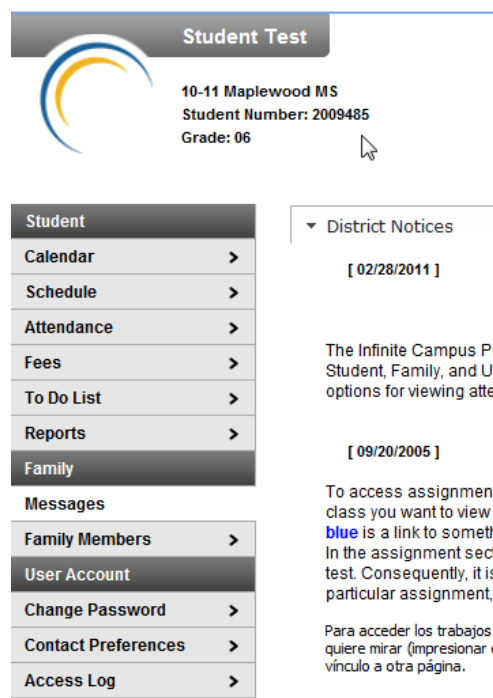 Student Test
10-11 Maplewood MS
Student Number: 2009485
Grade: 06
Student
Calendar
Schedule
Attendance
Fees
To Do List
Reports
Family
Messages
Family Members
User Account
Change Password
Contact Preferences
Access Log
District Notices
[ 02/28/2011 ]
The Infinite Campus
Student, Family, and
options for viewing
[ 09/20/2005 ]
To access
class you want to view
blue is a link to
In the assignment
test. Consequently, it is
particular assignment,
Para acceder los trabajos
quiere mirar (impresionar
vínculo a otra página.